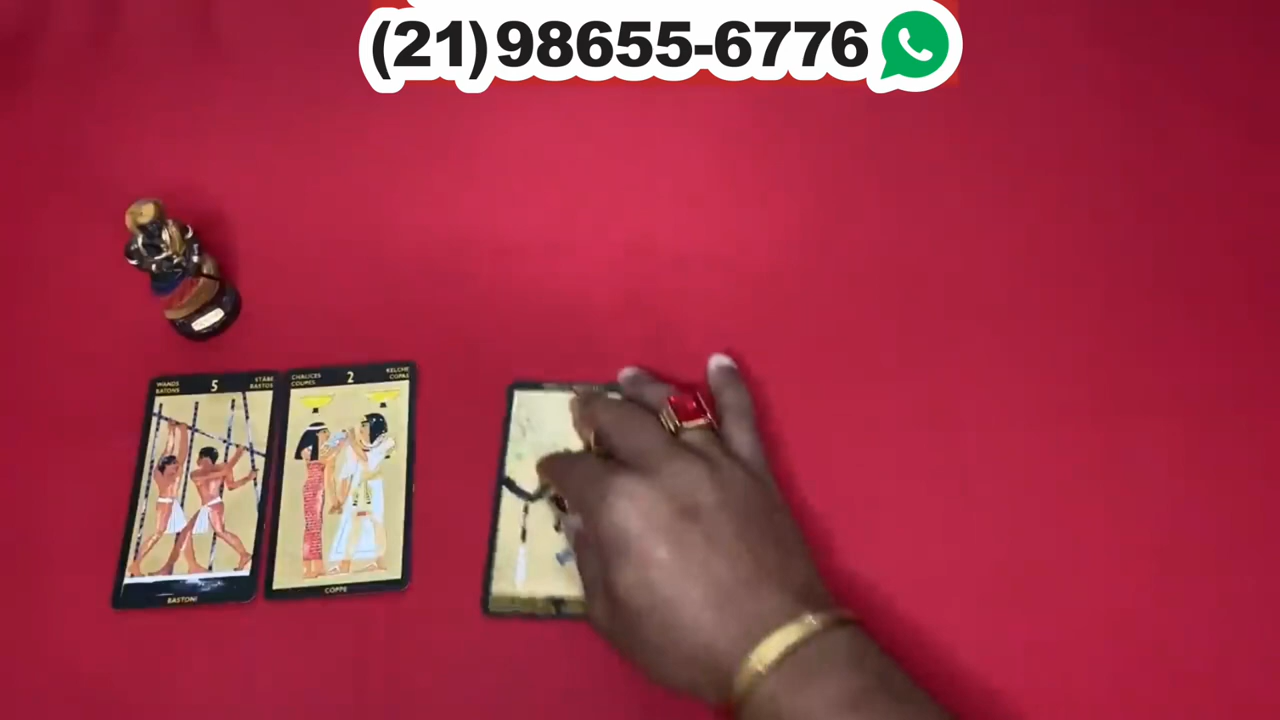 (21)98655-6776
WANDS
BATONS
5
STÄBE
BASTOS
BASTONI
CHALICES
COUPES
2
KELCHE
COPAS
COPPE